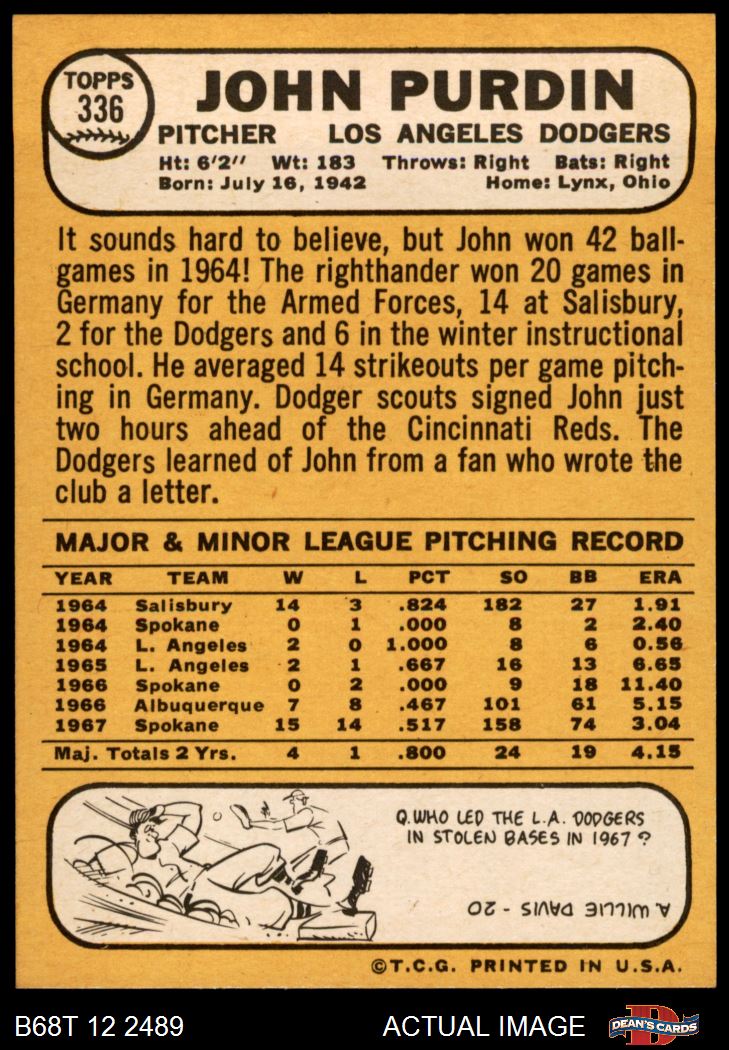 TOPPS
336
JOHN PURDIN
PITCHER LOS ANGELES DODGERS
Ht: 6'2" Wt: 183 Throws: Right Bats: Right
Born: July 16, 1942 Home: Lynx, Ohio
It sounds hard to believe, but John won 42 ball-
games in 1964! The righthander won 20 games in
Germany for the Armed Forces, 14 at Salisbury,
2 for the Dodgers and 6 in the winter instructional
school. He averaged 14 strikeouts per game pitch-
ing in Germany. Dodger scouts signed John just
two hours ahead of the Cincinnati Reds. The
Dodgers learned of John from a fan who wrote the
club a letter.
MAJOR & MINOR LEAGUE PITCHING RECORD
YEAR TEAM W L PCT SO BB ERA
1964 Salisbury 14 3 .824 182 27 1.91
1964 Spokane 0 1 .000 8 2 2.40
1964 L. Angeles 2 0 1.000 8 6 0.56
1965 L. Angeles 2 1 .667 16 13 6.65
1966 Spokane 0 2 .000 9 18 11.40
1966 Albuquerque 7 8 .467 101 61 5.15
1967 Spokane 15 14 .517 158 74 3.04
Maj. Totals 2 Yrs. 4 1 .800 24 19 4.15
Q. WHO LED THE L.A. DODGERS
IN STOLEN BASES IN 1967?
A. WILLIE DAVIS - 20
©T.C.G. PRINTED IN U.S.A.
B68T 12 2489 ACTUAL IMAGE DEAN'S CARDS